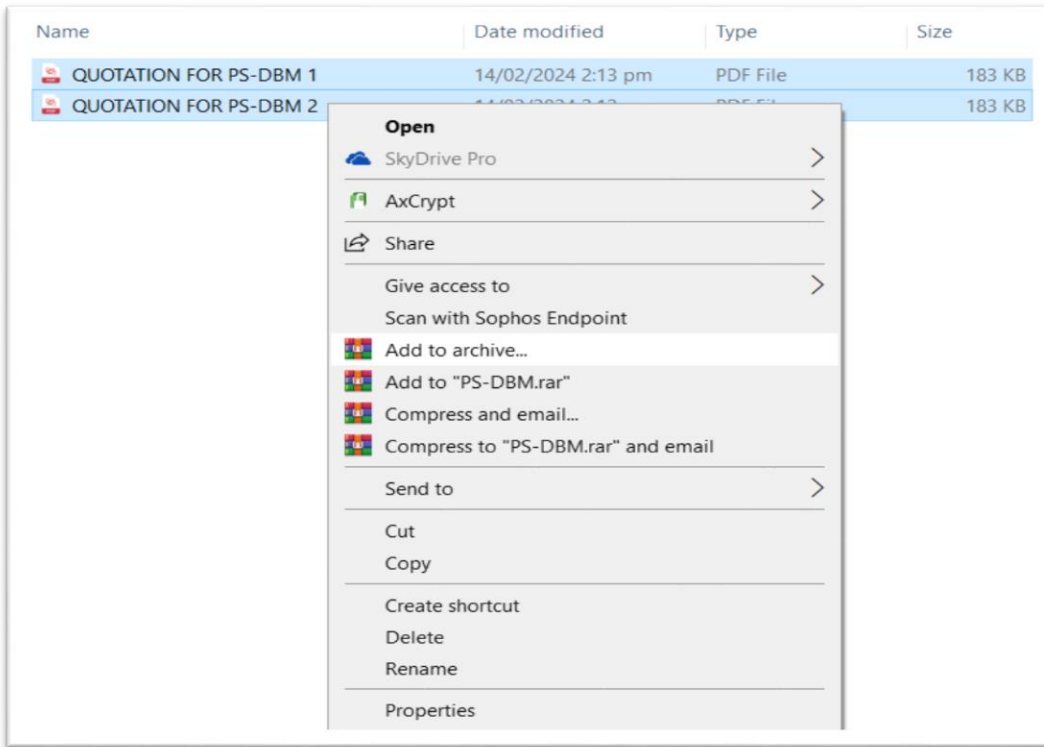 Name Date modified Type Size
QUOTATION FOR PS-DBM 1 14/02/2024 2:13 pm PDF File 183 KB
QUOTATION FOR PS-DBM 2 183 KB
Open
SkyDrive Pro
AxCrypt
Share
Give access to
Scan with Sophos Endpoint
Add to archive...
Add to "PS-DBM.rar"
Compress and email...
Compress to "PS-DBM.rar" and email
Send to
Cut
Copy
Create shortcut
Delete
Rename
Properties